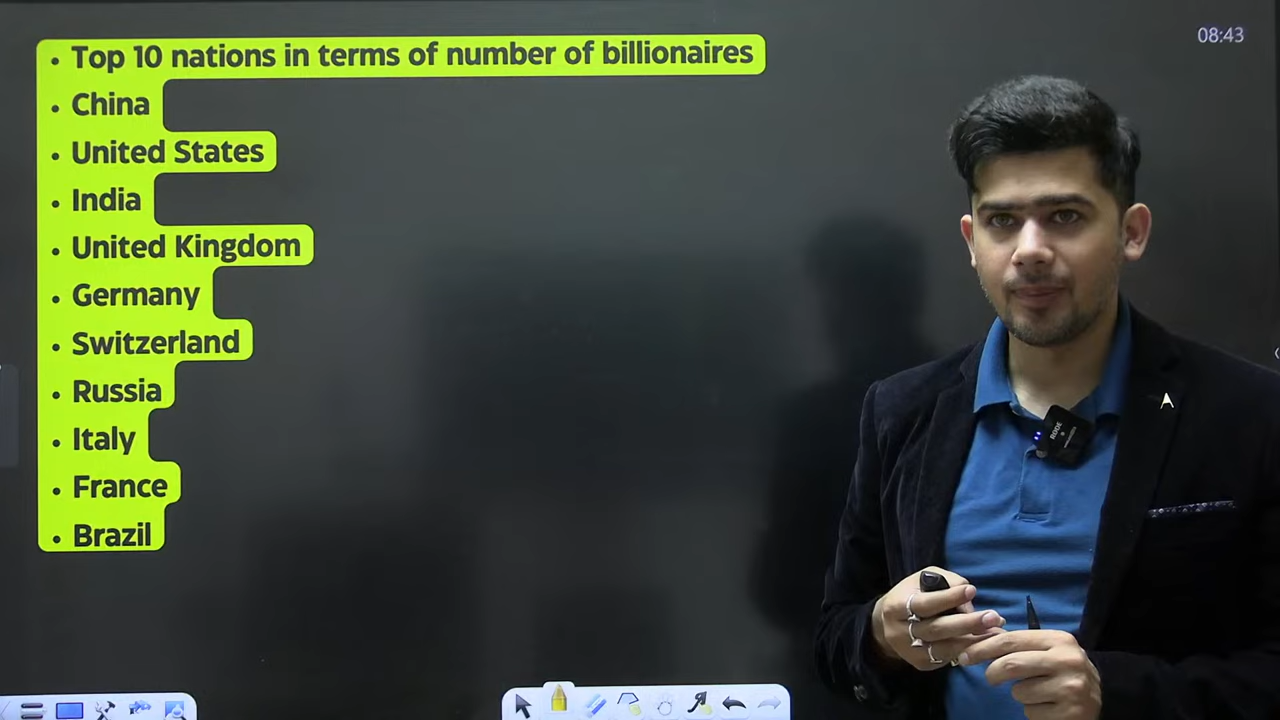 08:43
• Top 10 nations in terms of number of billionaires
• China
• United States
• India
• United Kingdom
• Germany
• Switzerland
• Russia
• Italy
• France
• Brazil
RODE